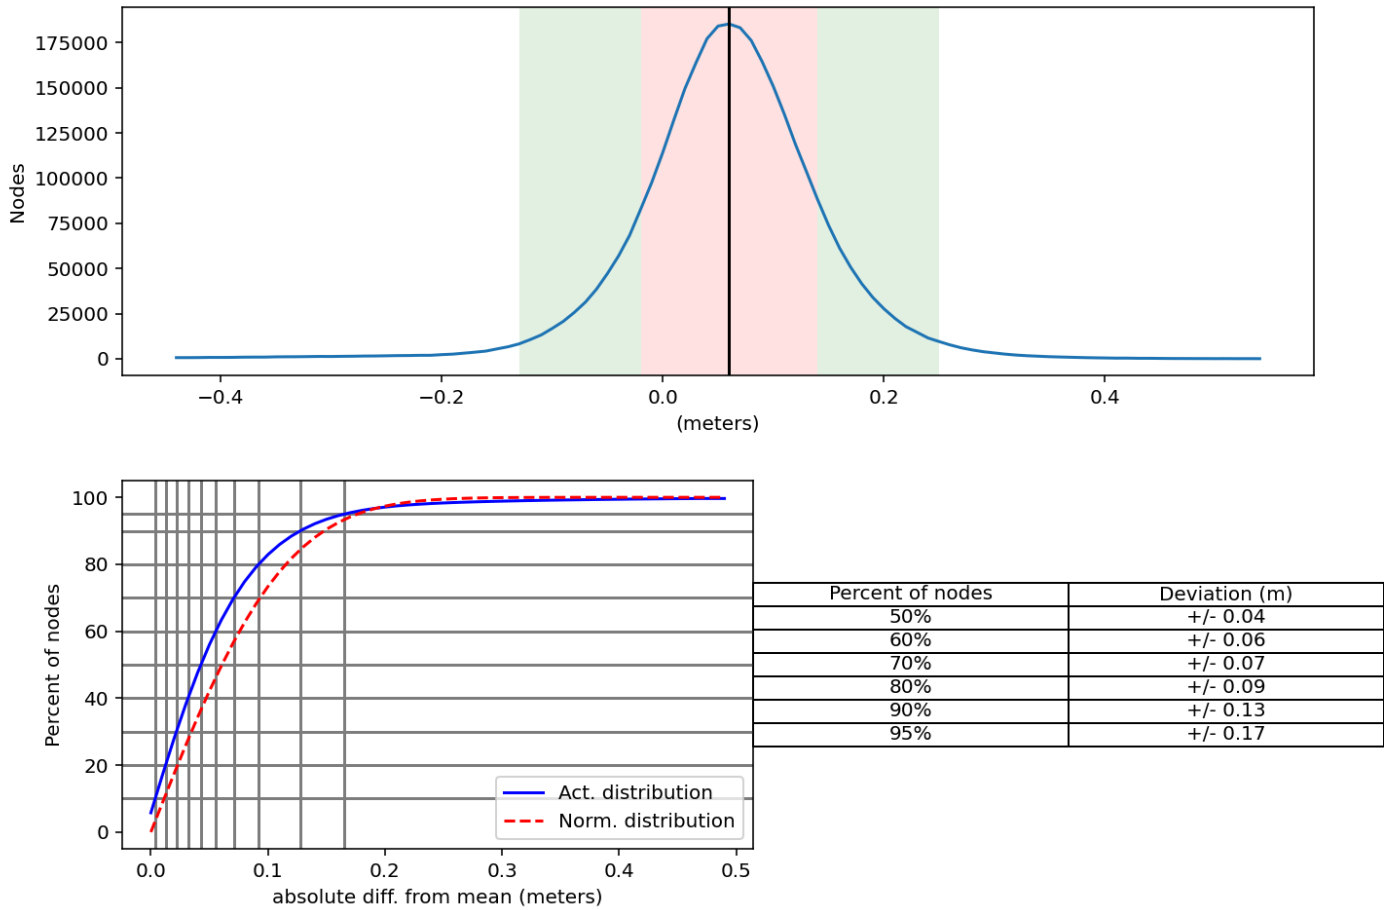 175000
150000
125000
100000
75000
50000
25000
0
Nodes
−0.4 −0.2 0.0 0.2 0.4
(meters)
100
80
60
40
20
0
Percent of nodes
Act. distribution
Norm. distribution
0.0 0.1 0.2 0.3 0.4 0.5
absolute diff. from mean (meters)
Percent of nodes Deviation (m)
50% +/- 0.04
60% +/- 0.06
70% +/- 0.07
80% +/- 0.09
90% +/- 0.13
95% +/- 0.17